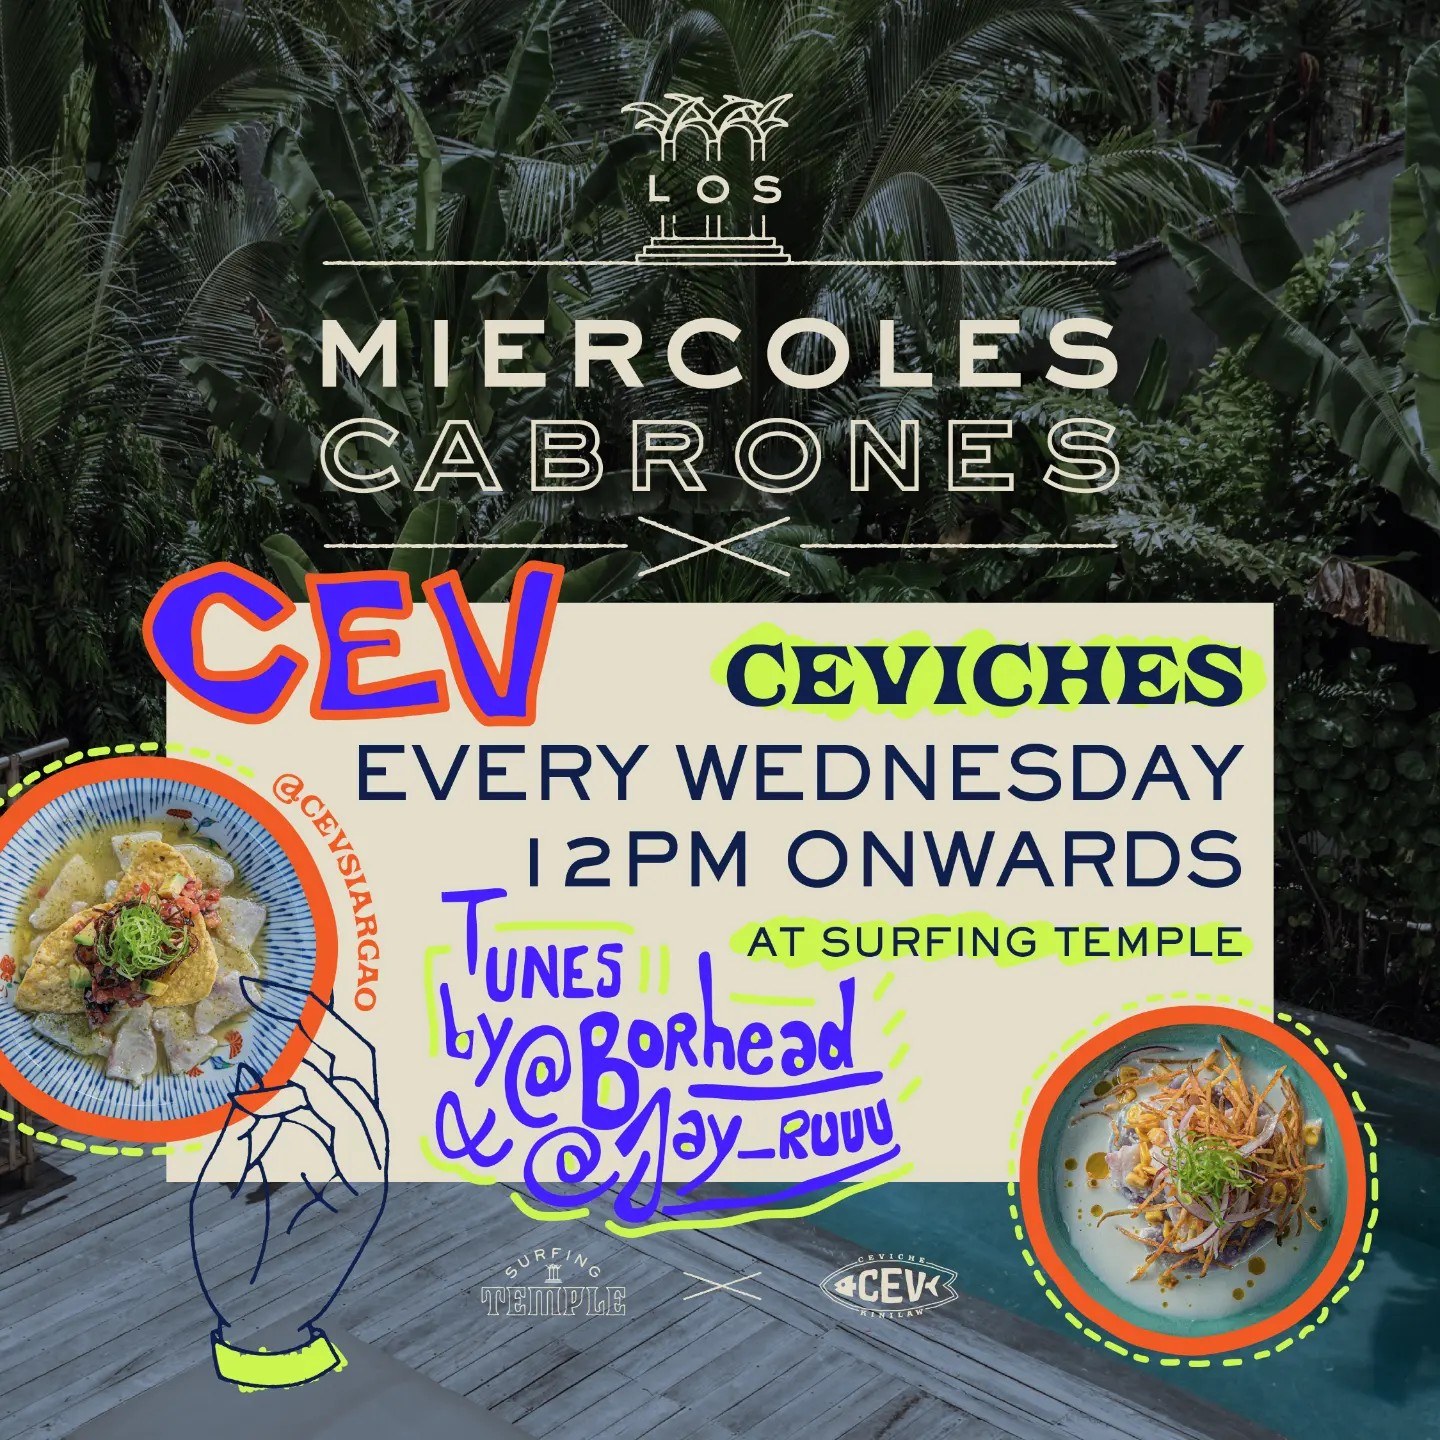 LOS
MIERCOLES
CABRONES
CEV
CEVICHES
EVERY WEDNESDAY
12PM ONWARDS
@CEVSIARGAO
AT SURFING TEMPLE
TUNES
by @BORhead
& @Jay_RUUU
SURFING
TEMPLE
CEVICHE
CEV
KINILAW